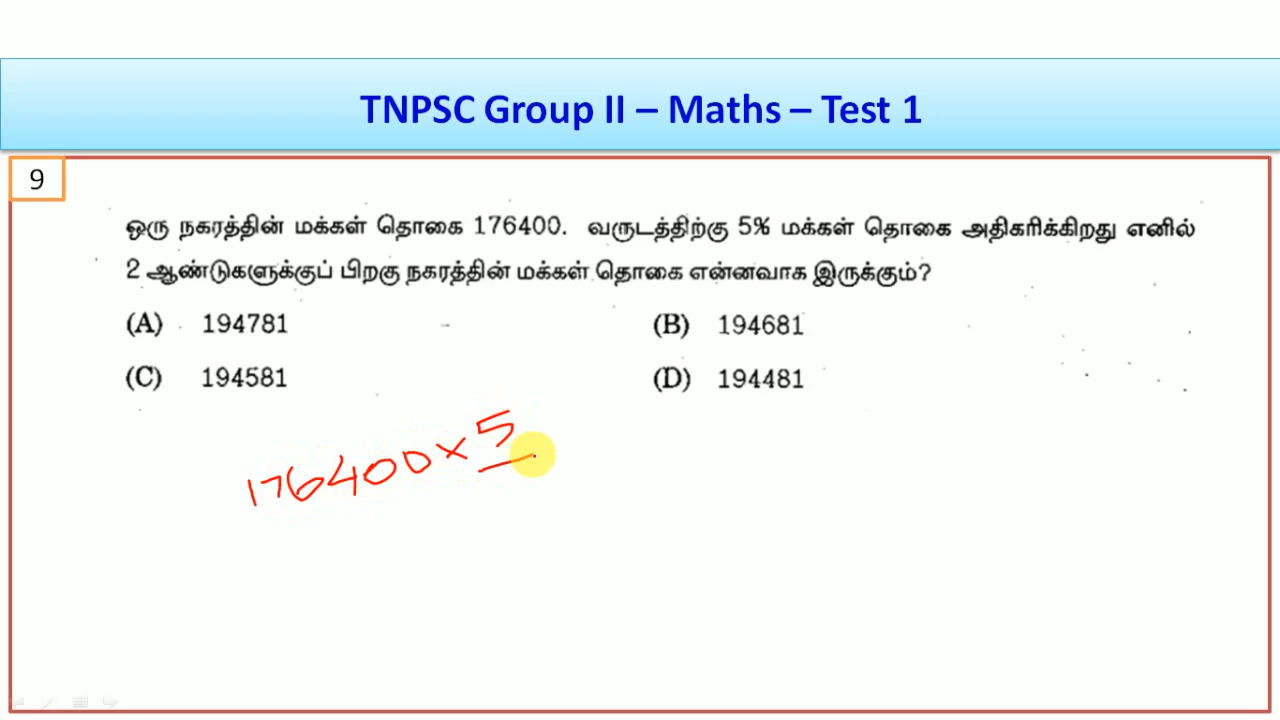 TNPSC Group II – Maths – Test 1
9
ஒரு நகரத்தின் மக்கள் தொகை 176400. வருடத்திற்கு 5% மக்கள் தொகை அதிகரிக்கிறது எனில்
2 ஆண்டுகளுக்குப் பிறகு நகரத்தின் மக்கள் தொகை என்னவாக இருக்கும்?
(A) 194781 (B) 194681
(C) 194581 (D) 194481
176400 × 5